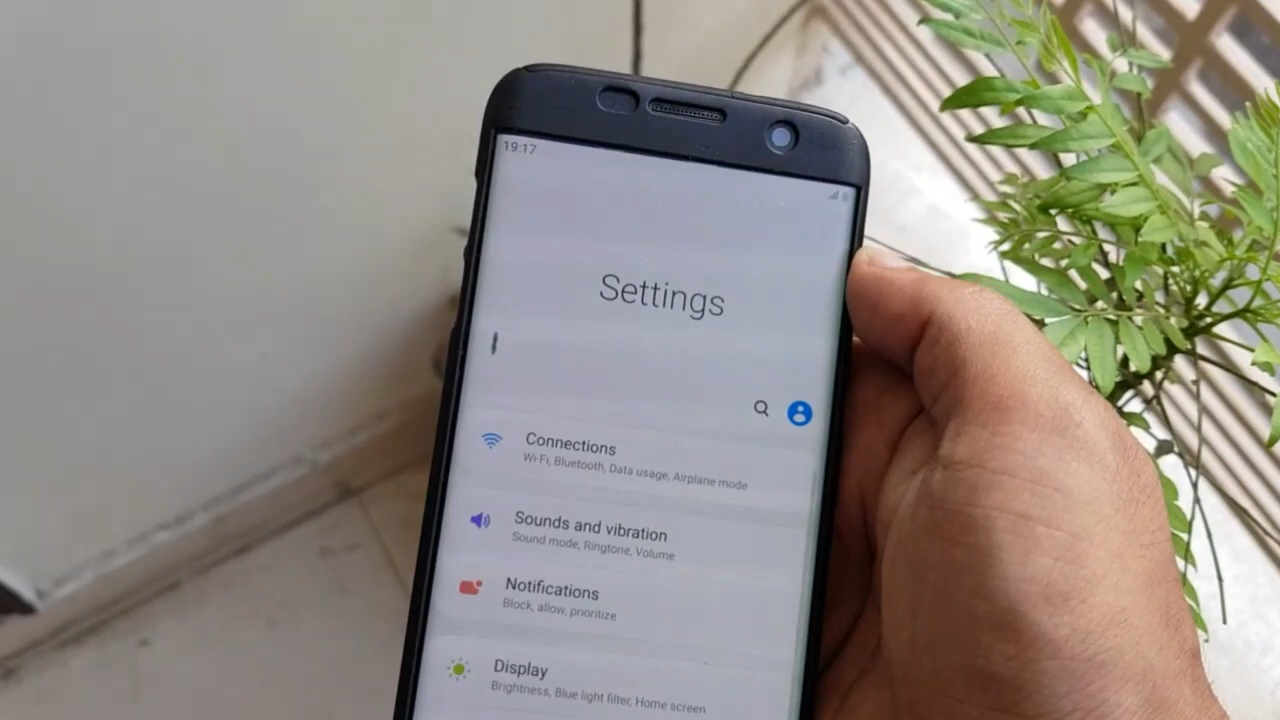 19:17
Settings
Connections
Wi-Fi, Bluetooth, Data usage, Airplane mode
Sounds and vibration
Sound mode, Ringtone, Volume
Notifications
Block, allow, prioritize
Display
Brightness, Blue light filter, Home screen